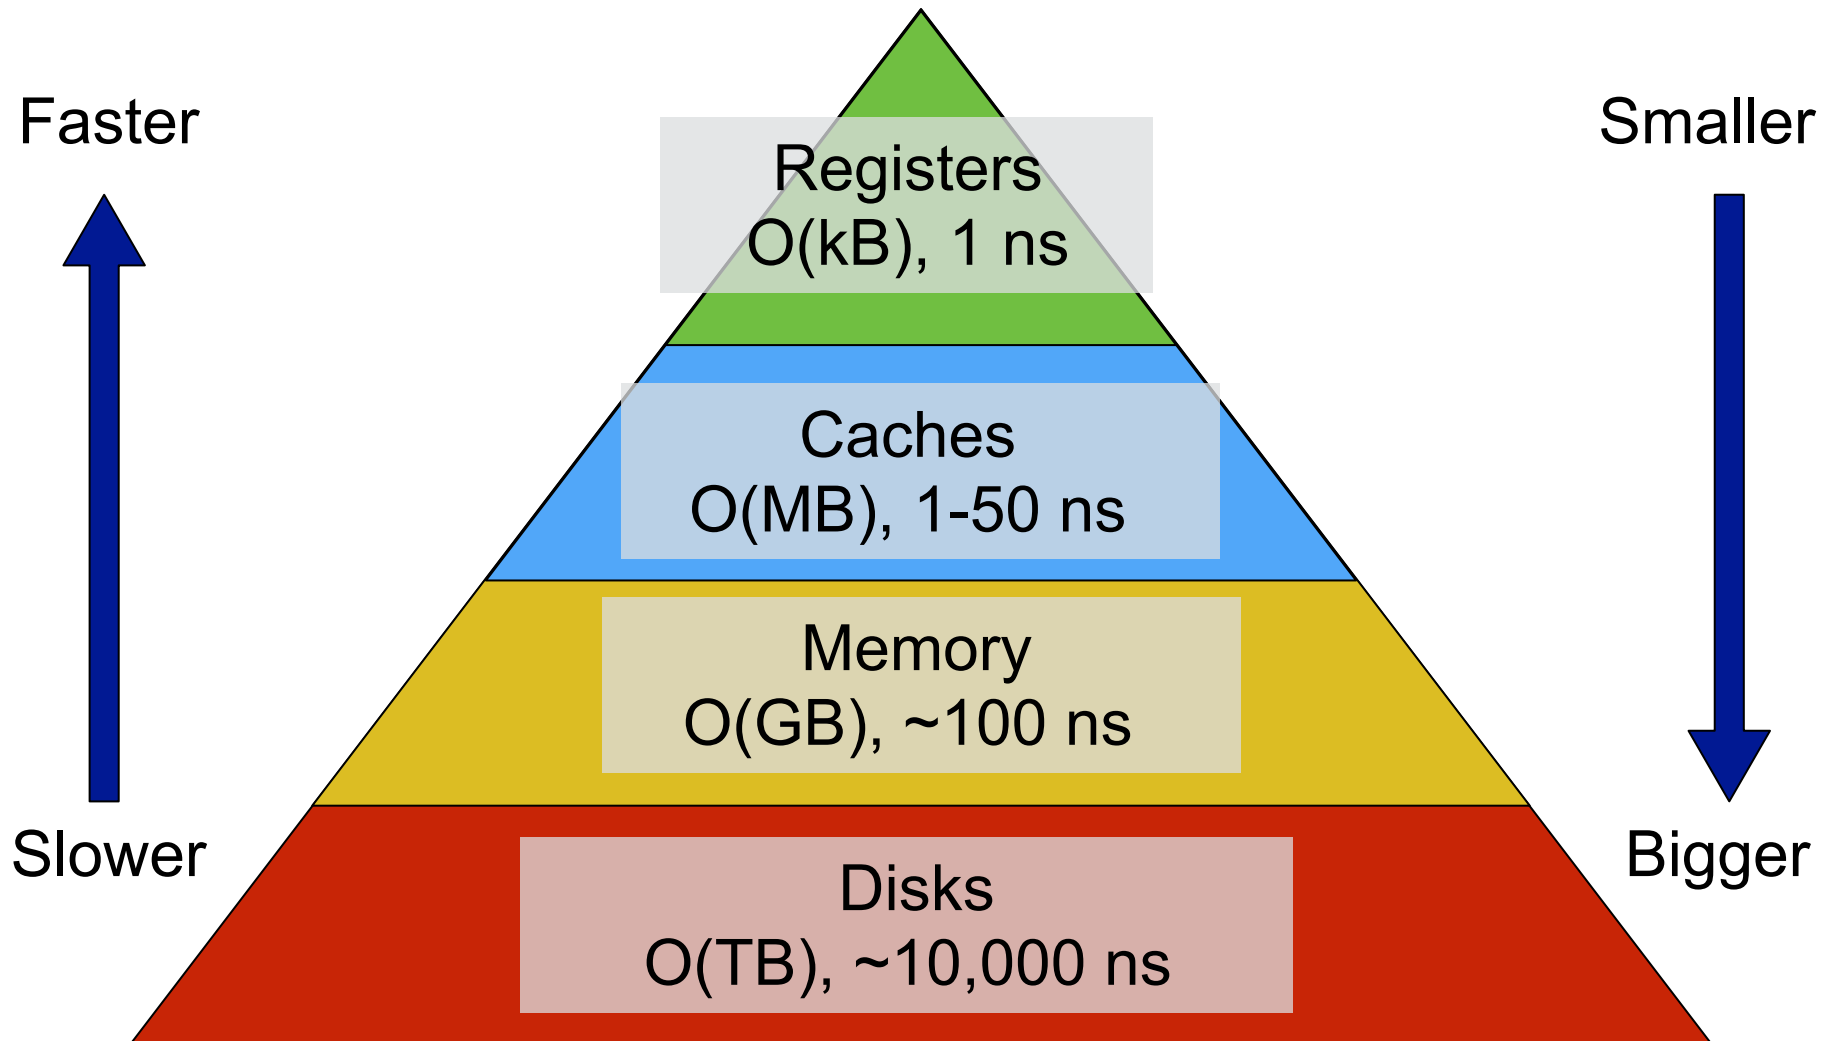 Faster
Smaller
Registers
O(kB), 1 ns
Caches
O(MB), 1-50 ns
Memory
O(GB), ~100 ns
Slower
Bigger
Disks
O(TB), ~10,000 ns